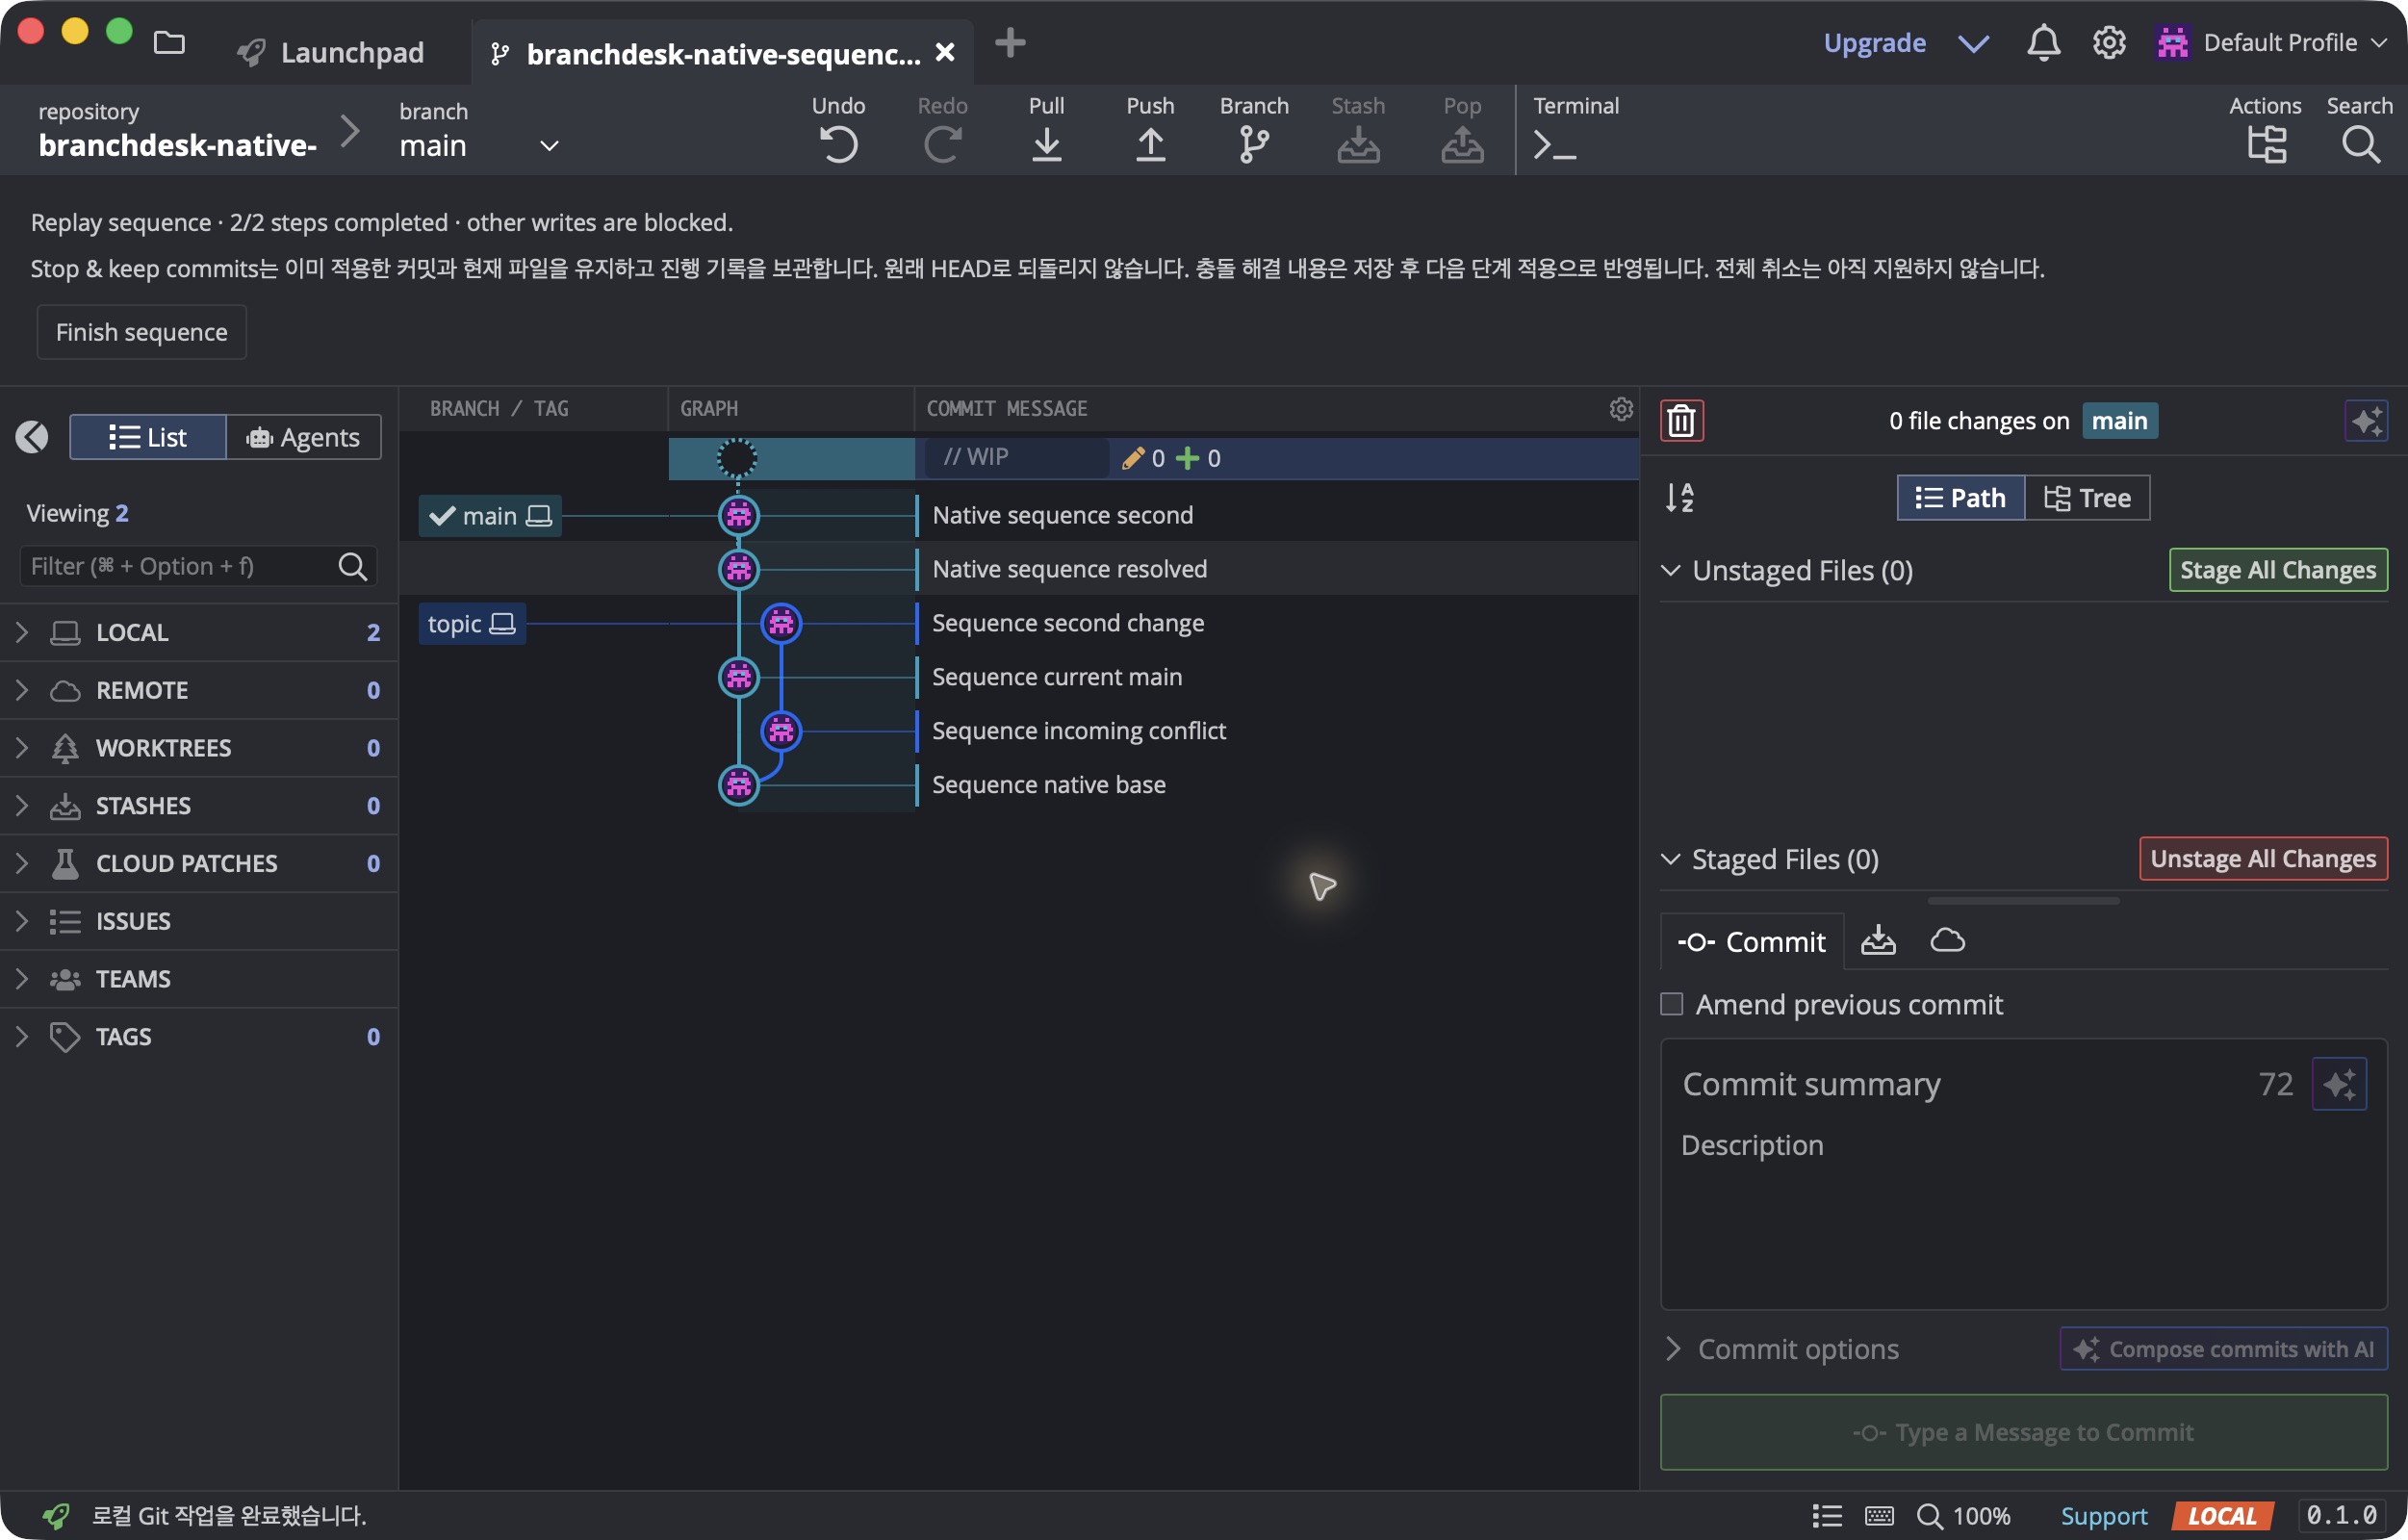 Launchpad
branchdesk-native-sequenc...
Upgrade
Default Profile
repository
branchdesk-native-
branch
main
Undo
Redo
Pull
Push
Branch
Stash
Pop
Terminal
Actions
Search
Replay sequence · 2/2 steps completed · other writes are blocked.
Stop & keep commits는 이미 적용한 커밋과 현재 파일을 유지하고 진행 기록을 보관합니다. 원래 HEAD로 되돌리지 않습니다. 충돌 해결 내용은 저장 후 다음 단계 적용으로 반영됩니다. 전체 취소는 아직 지원하지 않습니다.
Finish sequence
List
Agents
Viewing 2
Filter (⌘ + Option + f)
LOCAL 2
REMOTE 0
WORKTREES 0
STASHES 0
CLOUD PATCHES 0
ISSUES
TEAMS
TAGS 0
BRANCH / TAG
GRAPH
COMMIT MESSAGE
// WIP
0
0
main
Native sequence second
Native sequence resolved
topic
Sequence second change
Sequence current main
Sequence incoming conflict
Sequence native base
0 file changes on main
Path
Tree
Unstaged Files (0)
Stage All Changes
Staged Files (0)
Unstage All Changes
Commit
Amend previous commit
Commit summary
72
Description
Commit options
Compose commits with AI
Type a Message to Commit
로컬 Git 작업을 완료했습니다.
100%
Support
LOCAL
0.1.0